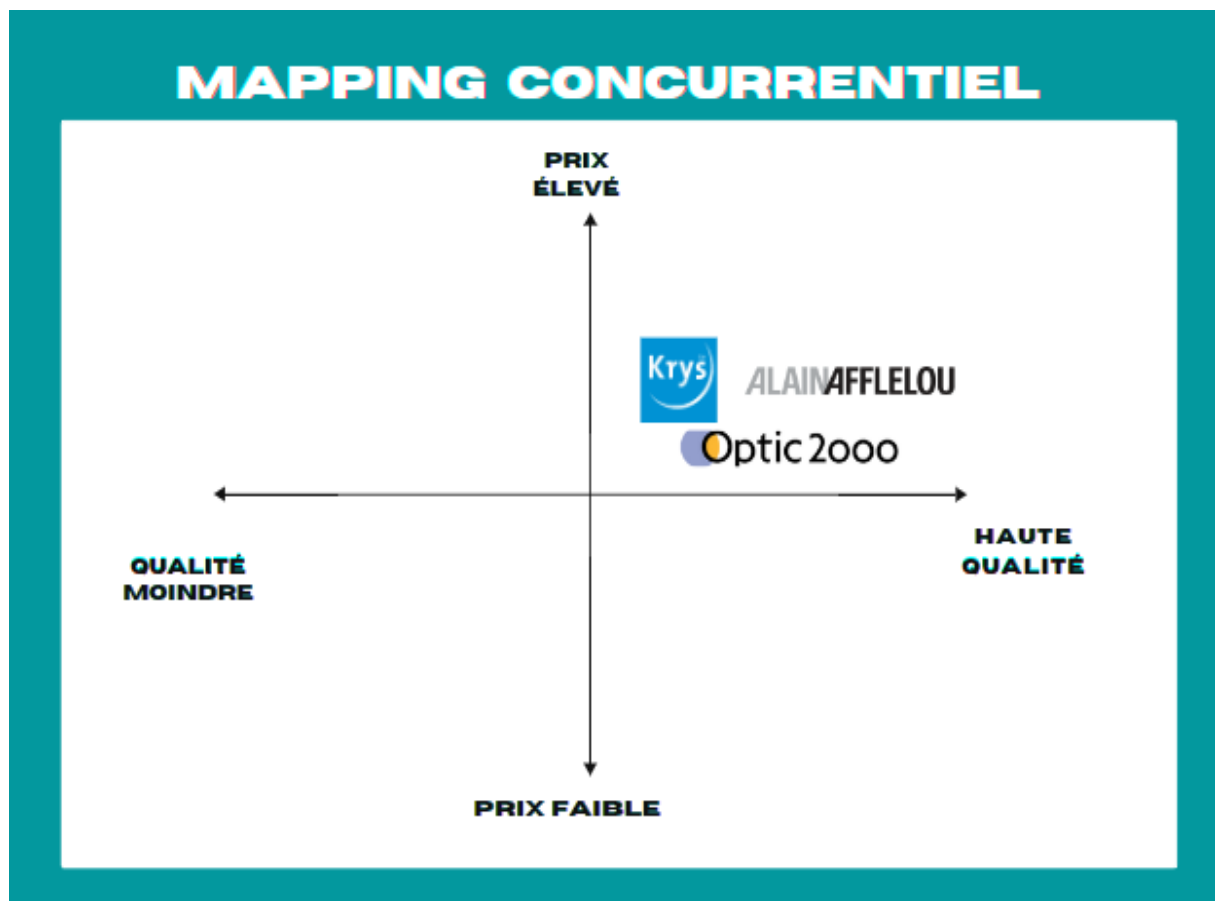 MAPPING CONCURRENTIEL
PRIX
ÉLEVÉ
Krys
ALAINAFFLELOU
Optic 2000
HAUTE
QUALITÉ
QUALITÉ
MOINDRE
PRIX FAIBLE